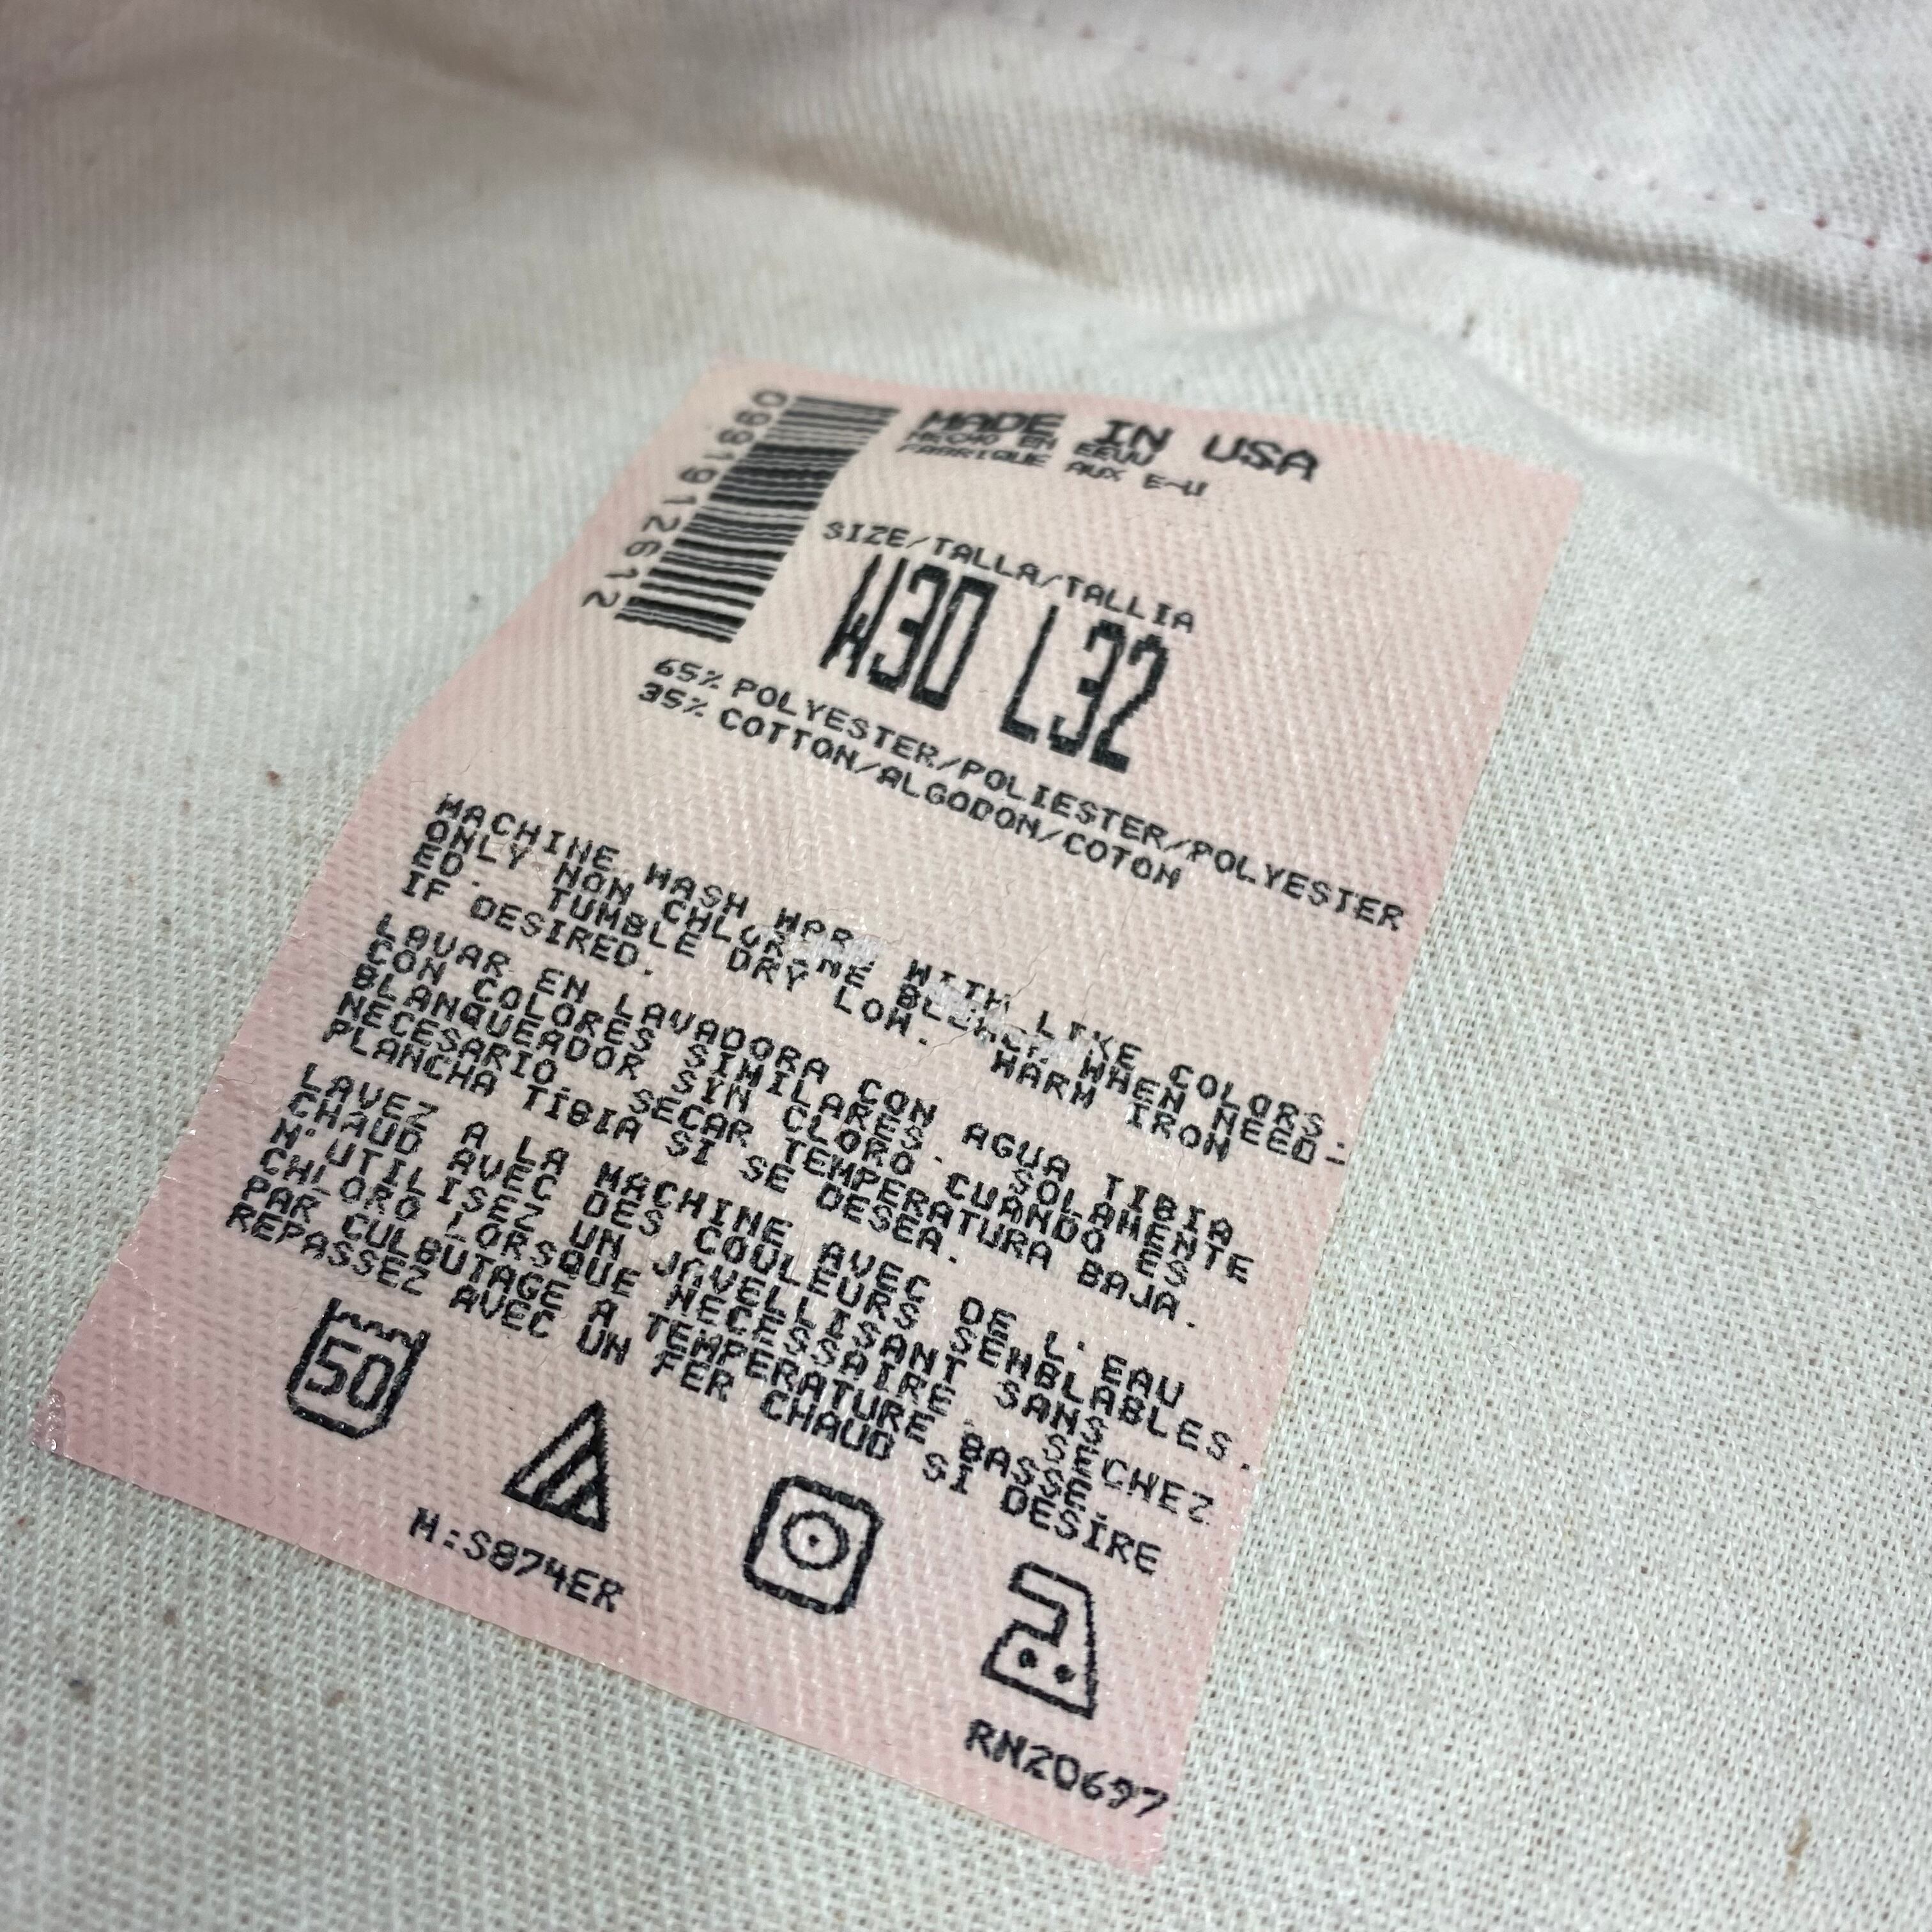 0991912612
MADE IN USA
HECHO EN EEUU
FABRIQUE AUX E-U
SIZE/TALLA/TALLIA
W30 L32
65% POLYESTER/POLIESTER/POLYESTER
35% COTTON/ALGODON/COTON
MACHINE WASH WARM WITH LIKE COLORS.
ONLY NON CHLORINE BLEACH WHEN NEED-
ED. TUMBLE DRY LOW. WARM IRON
IF DESIRED.
LAVAR EN LAVADORA CON AGUA TIBIA
CON COLORES SIMILARES. SOLAMENTE
BLANQUEADOR SIN CLORO CUANDO ES
NECESARIO. SECAR TEMPERATURA BAJA.
PLANCHA TIBIA SI SE DESEA.
LAVEZ A LA MACHINE AVEC DE L'EAU
CHAUD AVEC DES COULEURS SEMBLABLES.
N'UTILISEZ UN JAVELLISANT SANS
CHLORO LORSQUE NECESSAIRE. SECHEZ
PAR CULBUTAGE A TEMPERATURE BASSE.
REPASSEZ AVEC UN FER CHAUD SI DESIRE
50
M:S874ER
RN20697